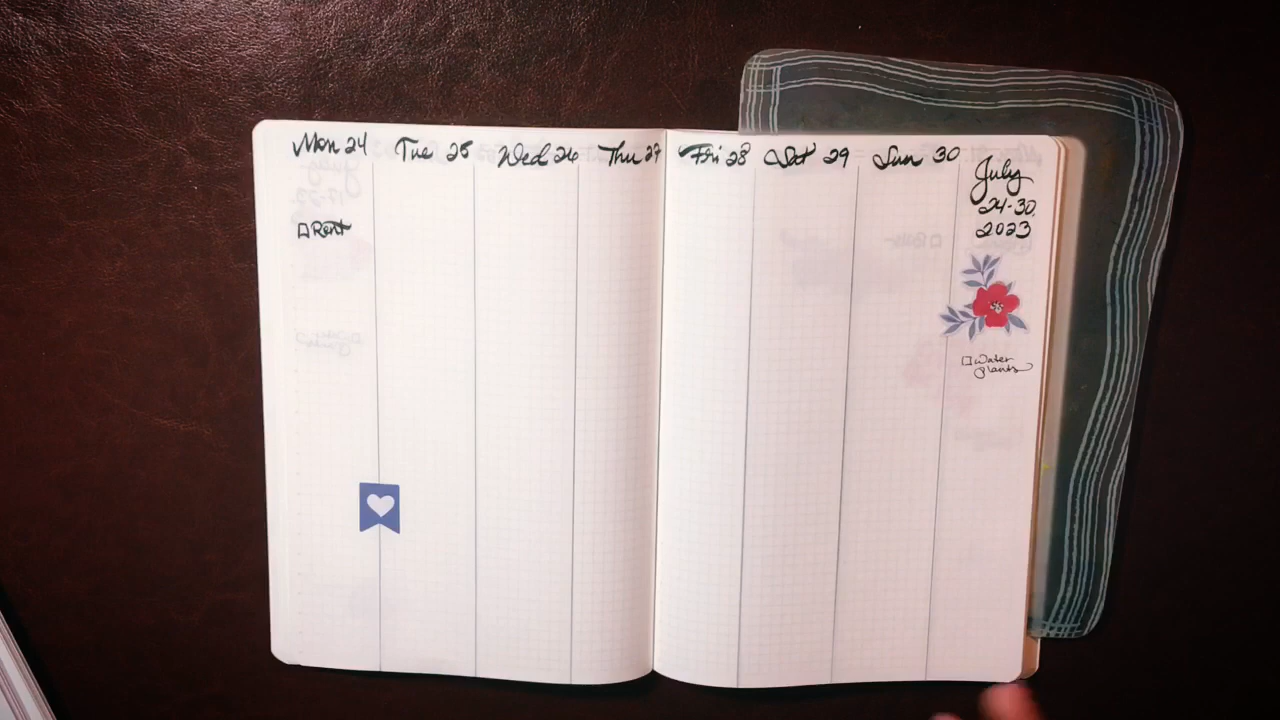 Mon 24 Tue 25 Wed 26 Thu 27 Fri 28 Sat 29 Sun 30
July
24-30.
2023
Rent
Water
plants